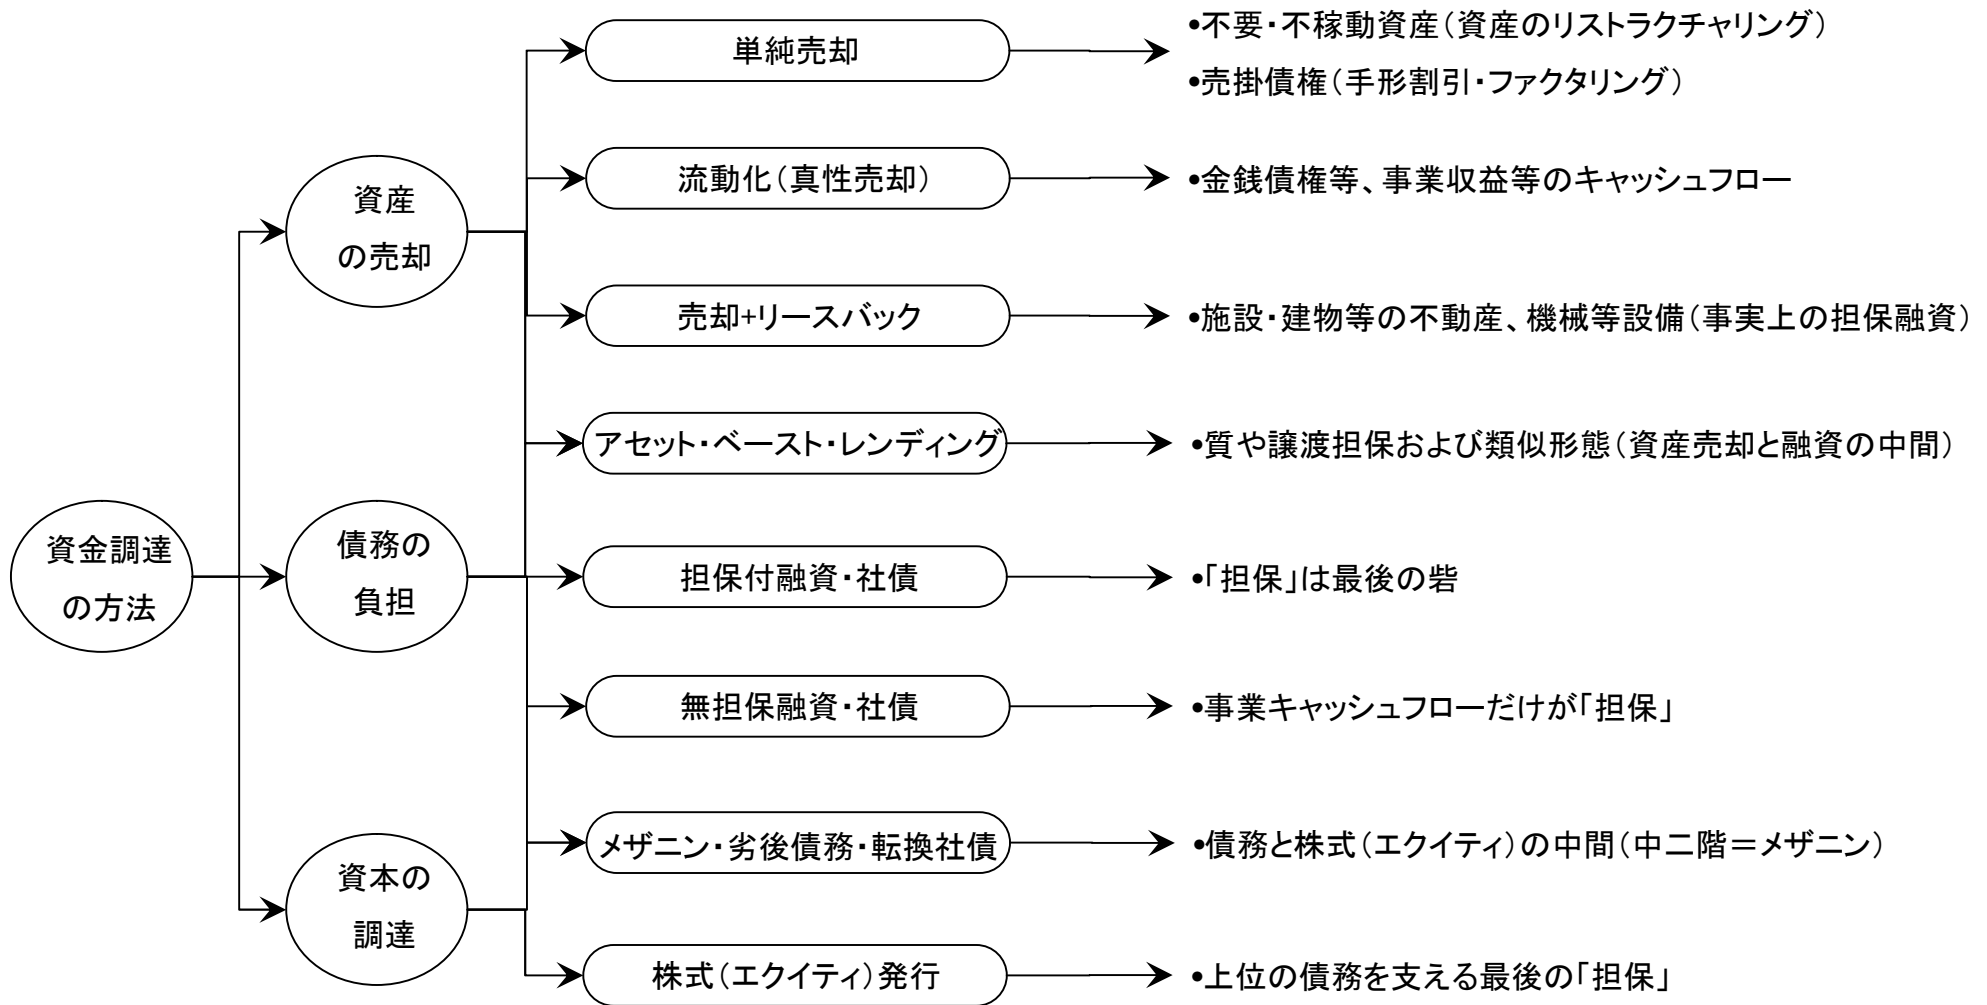 資金調達
の方法
資産
の売却
債務の
負担
資本の
調達
単純売却
•不要・不稼動資産(資産のリストラクチャリング)
•売掛債権(手形割引・ファクタリング)
流動化(真性売却)
•金銭債権等、事業収益等のキャッシュフロー
売却+リースバック
•施設・建物等の不動産、機械等設備(事実上の担保融資)
アセット・ベースト・レンディング
•質や譲渡担保および類似形態(資産売却と融資の中間)
担保付融資・社債
•「担保」は最後の砦
無担保融資・社債
•事業キャッシュフローだけが「担保」
メザニン・劣後債務・転換社債
•債務と株式(エクイティ)の中間(中二階=メザニン)
株式(エクイティ)発行
•上位の債務を支える最後の「担保」